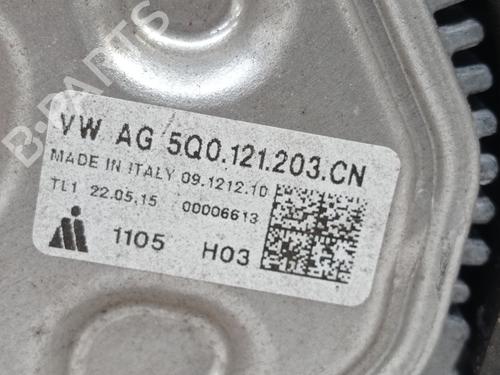 B-PARTS
VW AG 5Q0.121.203.CN
MADE IN ITALY 09.1212.10
TL1 22.05.15 00006613
1105 H03